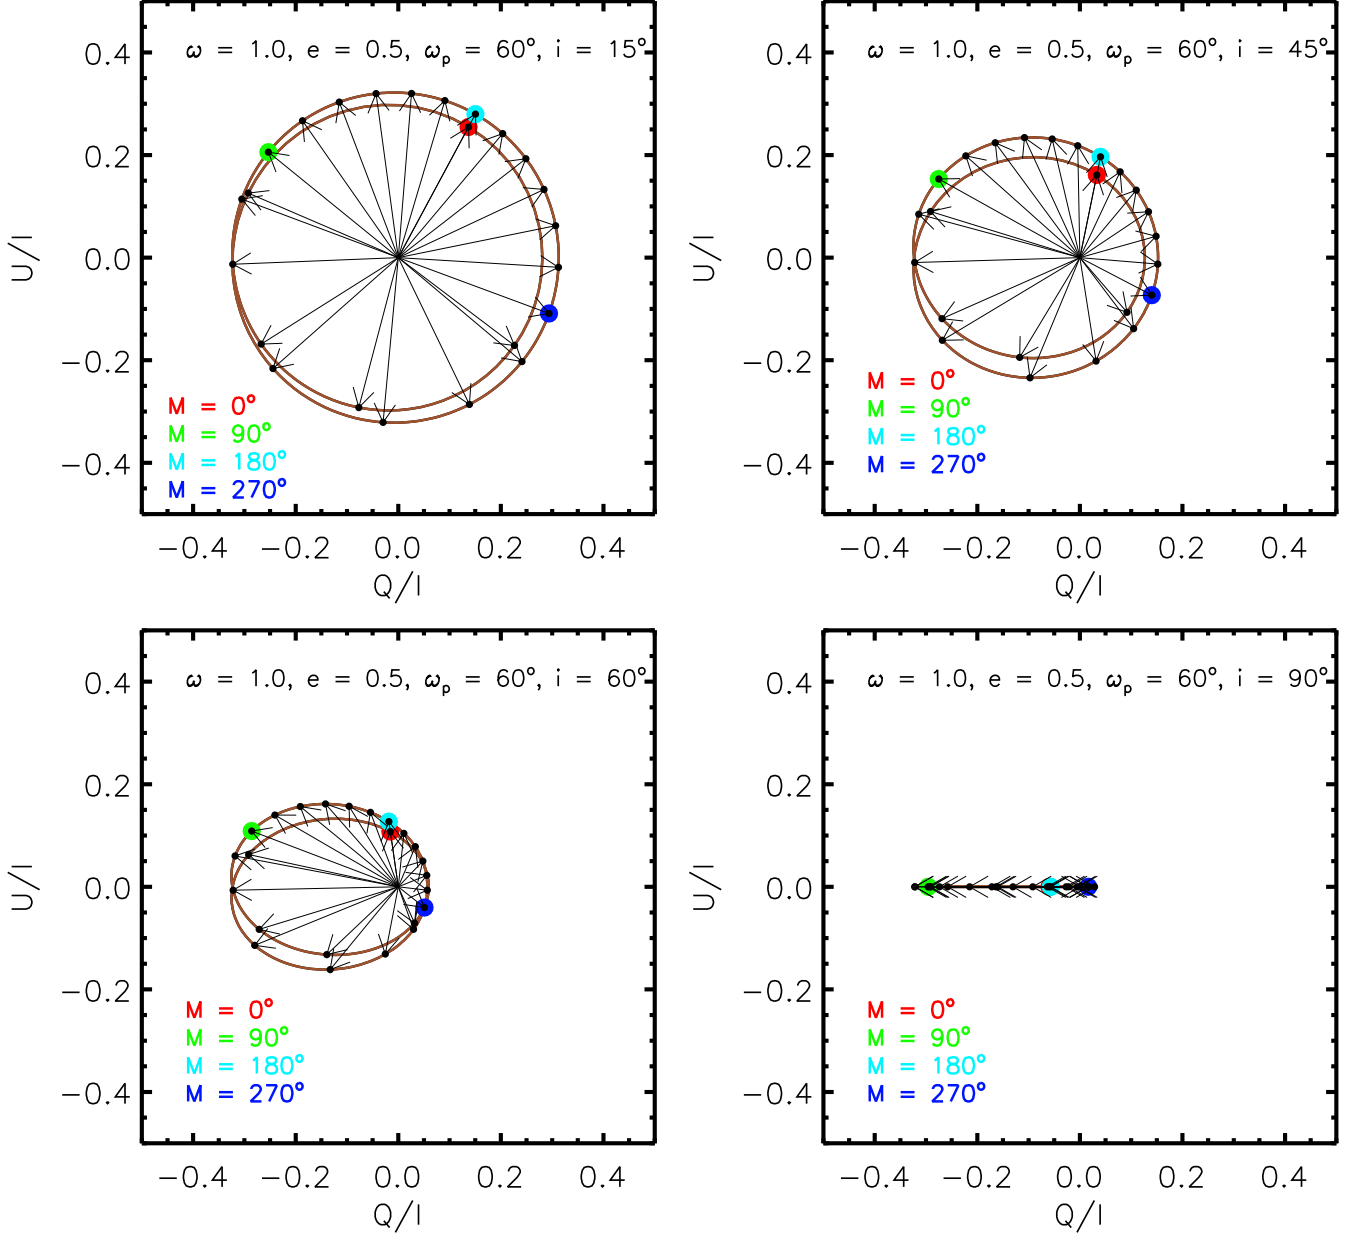 ω = 1.0, e = 0.5, ωp = 60°, i = 15°
0.4
0.2
0.0
−0.2
−0.4
U/I
M = 0°
M = 90°
M = 180°
M = 270°
−0.4 −0.2 0.0 0.2 0.4
Q/I
ω = 1.0, e = 0.5, ωp = 60°, i = 45°
0.4
0.2
0.0
−0.2
−0.4
U/I
M = 0°
M = 90°
M = 180°
M = 270°
−0.4 −0.2 0.0 0.2 0.4
Q/I
ω = 1.0, e = 0.5, ωp = 60°, i = 60°
0.4
0.2
0.0
−0.2
−0.4
U/I
M = 0°
M = 90°
M = 180°
M = 270°
−0.4 −0.2 0.0 0.2 0.4
Q/I
ω = 1.0, e = 0.5, ωp = 60°, i = 90°
0.4
0.2
0.0
−0.2
−0.4
U/I
M = 0°
M = 90°
M = 180°
M = 270°
−0.4 −0.2 0.0 0.2 0.4
Q/I